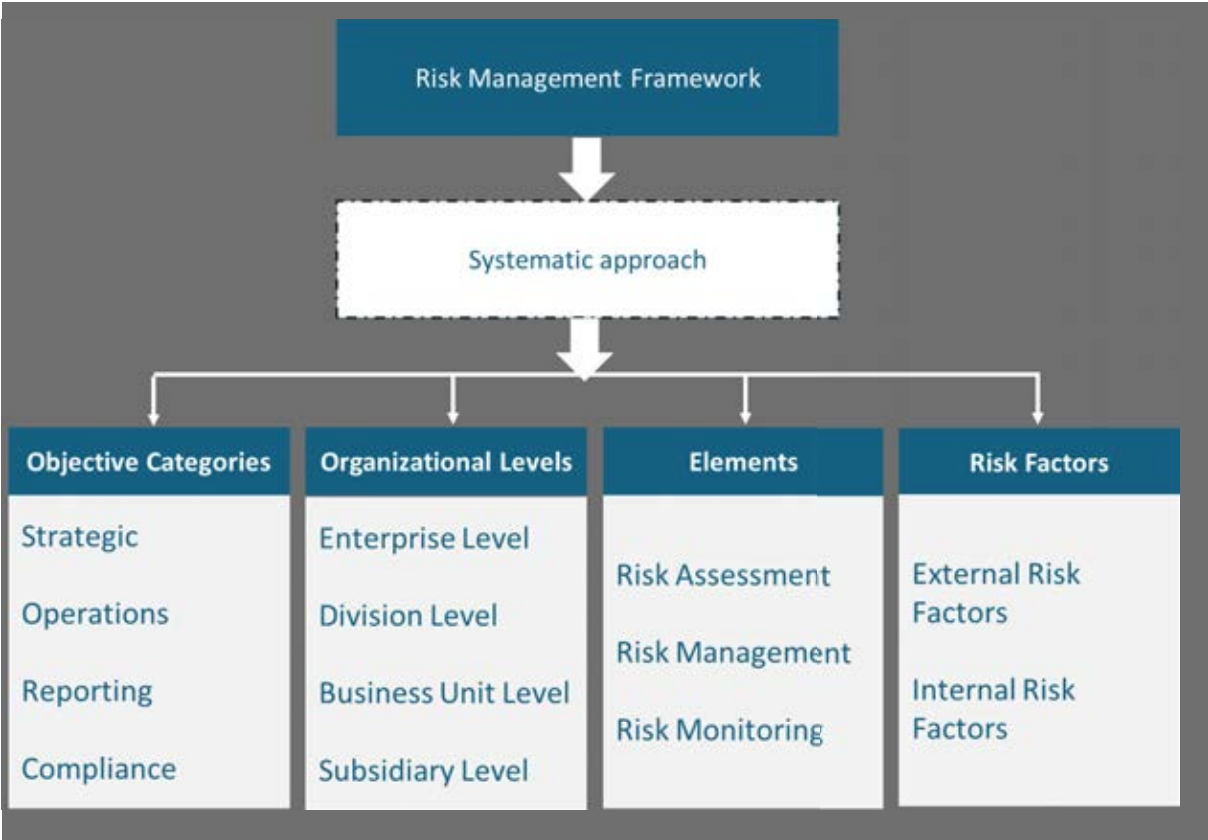 Risk Management Framework
Systematic approach
Objective Categories
Strategic
Operations
Reporting
Compliance
Organizational Levels
Enterprise Level
Division Level
Business Unit Level
Subsidiary Level
Elements
Risk Assessment
Risk Management
Risk Monitoring
Risk Factors
External Risk
Factors
Internal Risk
Factors